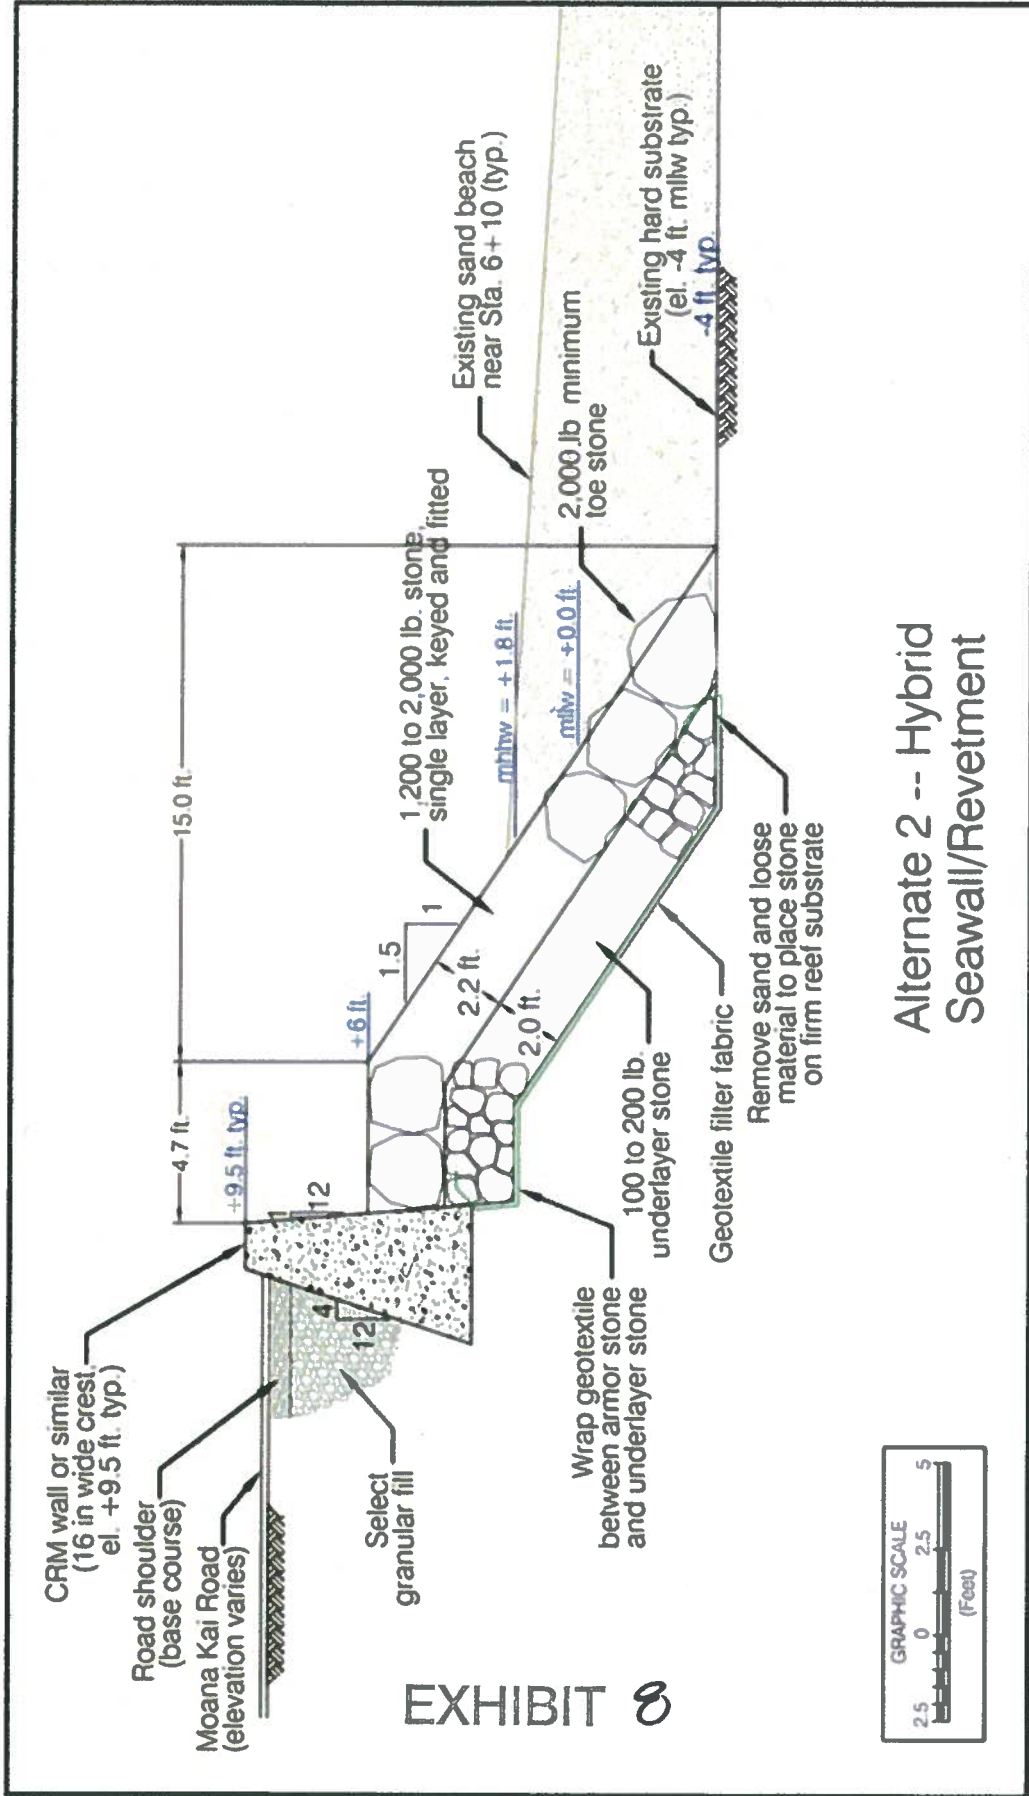 CRM wall or similar
(16 in wide crest.
el. +9.5 ft. typ.)
Road shoulder
(base course)
Moana Kai Road
(elevation varies)
Select
granular fill
Wrap geotextile
between armor stone
and underlayer stone
4.7 ft.
15.0 ft.
+9.5 ft. typ.
+6 ft.
1
12
4
12
1.5
1
2.2 ft.
2.0 ft.
1,200 to 2,000 lb. stone,
single layer, keyed and fitted
Existing sand beach
near Sta. 6+10 (typ.)
mhhw = +1.8 ft.
mllw = +0.0 ft.
2,000 lb minimum
toe stone
Existing hard substrate
(el. -4 ft. mllw typ.)
-4 ft. typ.
100 to 200 lb.
underlayer stone
Geotextile filter fabric
Remove sand and loose
material to place stone
on firm reef substrate
EXHIBIT 8
GRAPHIC SCALE
2.5 0 2.5 5
(Feet)
Alternate 2 -- Hybrid
Seawall/Revetment